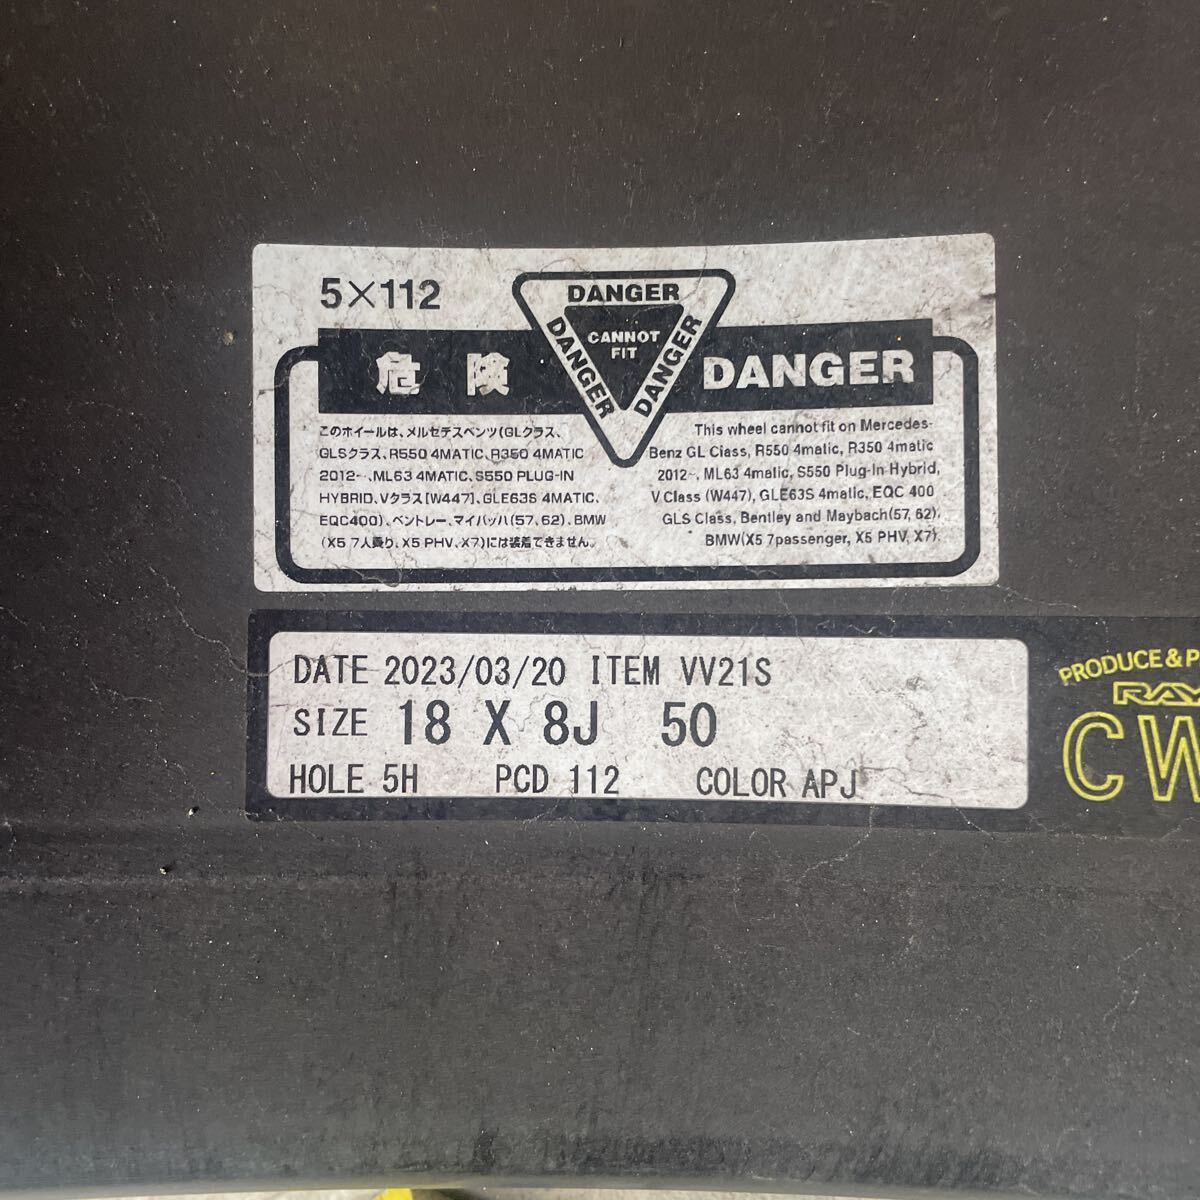 5×112
DANGER
DANGER
DANGER
CANNOT
FIT
危険
DANGER
このホイールは、メルセデスベンツ(GLクラス、
GLSクラス、R550 4MATIC、R350 4MATIC
2012~、ML63 4MATIC、S550 PLUG-IN
HYBRID、Vクラス[W447]、GLE63S 4MATIC、
EQC400)、ベントレー、マイバッハ(57、62)、BMW
(X5 7人乗り、X5 PHV、X7)には装着できません。
This wheel cannot fit on Mercedes-
Benz GL Class, R550 4matic, R350 4matic
2012~, ML63 4matic, S550 Plug-In Hybrid,
V Class (W447), GLE63S 4matic, EQC 400
GLS Class, Bentley and Maybach(57, 62),
BMW(X5 7passenger, X5 PHV, X7).
DATE 2023/03/20 ITEM VV21S
SIZE 18 X 8J 50
HOLE 5H PCD 112 COLOR APJ
PRODUCE & P
RAY
CW